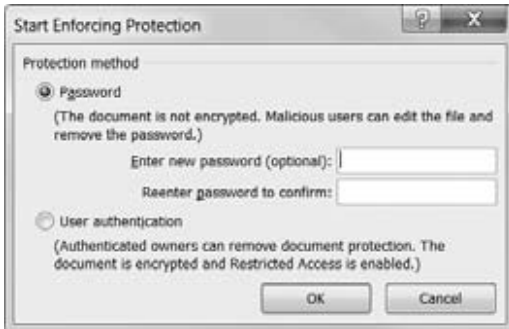 Start Enforcing Protection
Protection method
Password
(The document is not encrypted. Malicious users can edit the file and
remove the password.)
Enter new password (optional):
Reenter password to confirm:
User authentication
(Authenticated owners can remove document protection. The
document is encrypted and Restricted Access is enabled.)
OK Cancel